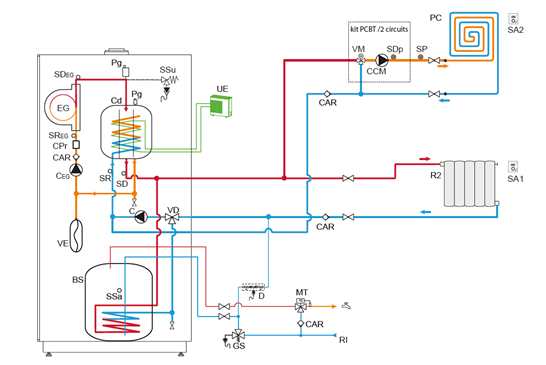 kit PCBT /2 circuits
PC
SA2
VM
SDp
SP
CCM
Pg
SDEG
SSu
UE
EG
Cd
Pg
CAR
SREG
CPr
CAR
CEG
SR
SD
R2
SA1
C
VD
CAR
VE
BS
SSa
D
MT
CAR
GS
RI